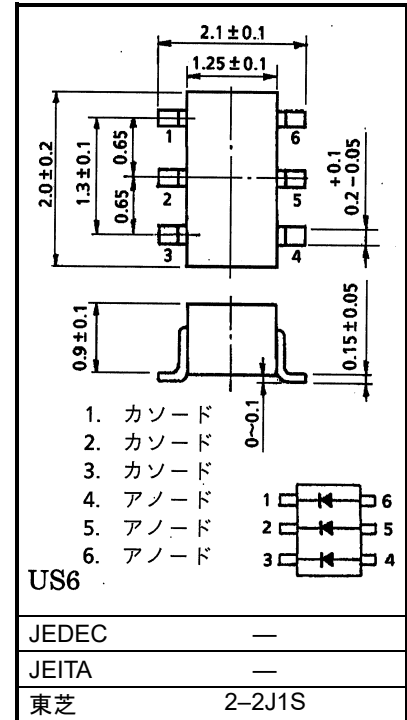 2.1±0.1
1.25±0.1
2.0±0.2
1.3±0.1
0.65
0.65
1
2
3
6
5
4
+0.1
0.2−0.05
0.9±0.1
0.15±0.05
0~0.1
1. カソード
2. カソード
3. カソード
4. アノード
5. アノード
6. アノード
1 6
2 5
3 4
US6
JEDEC —
JEITA —
東芝 2–2J1S